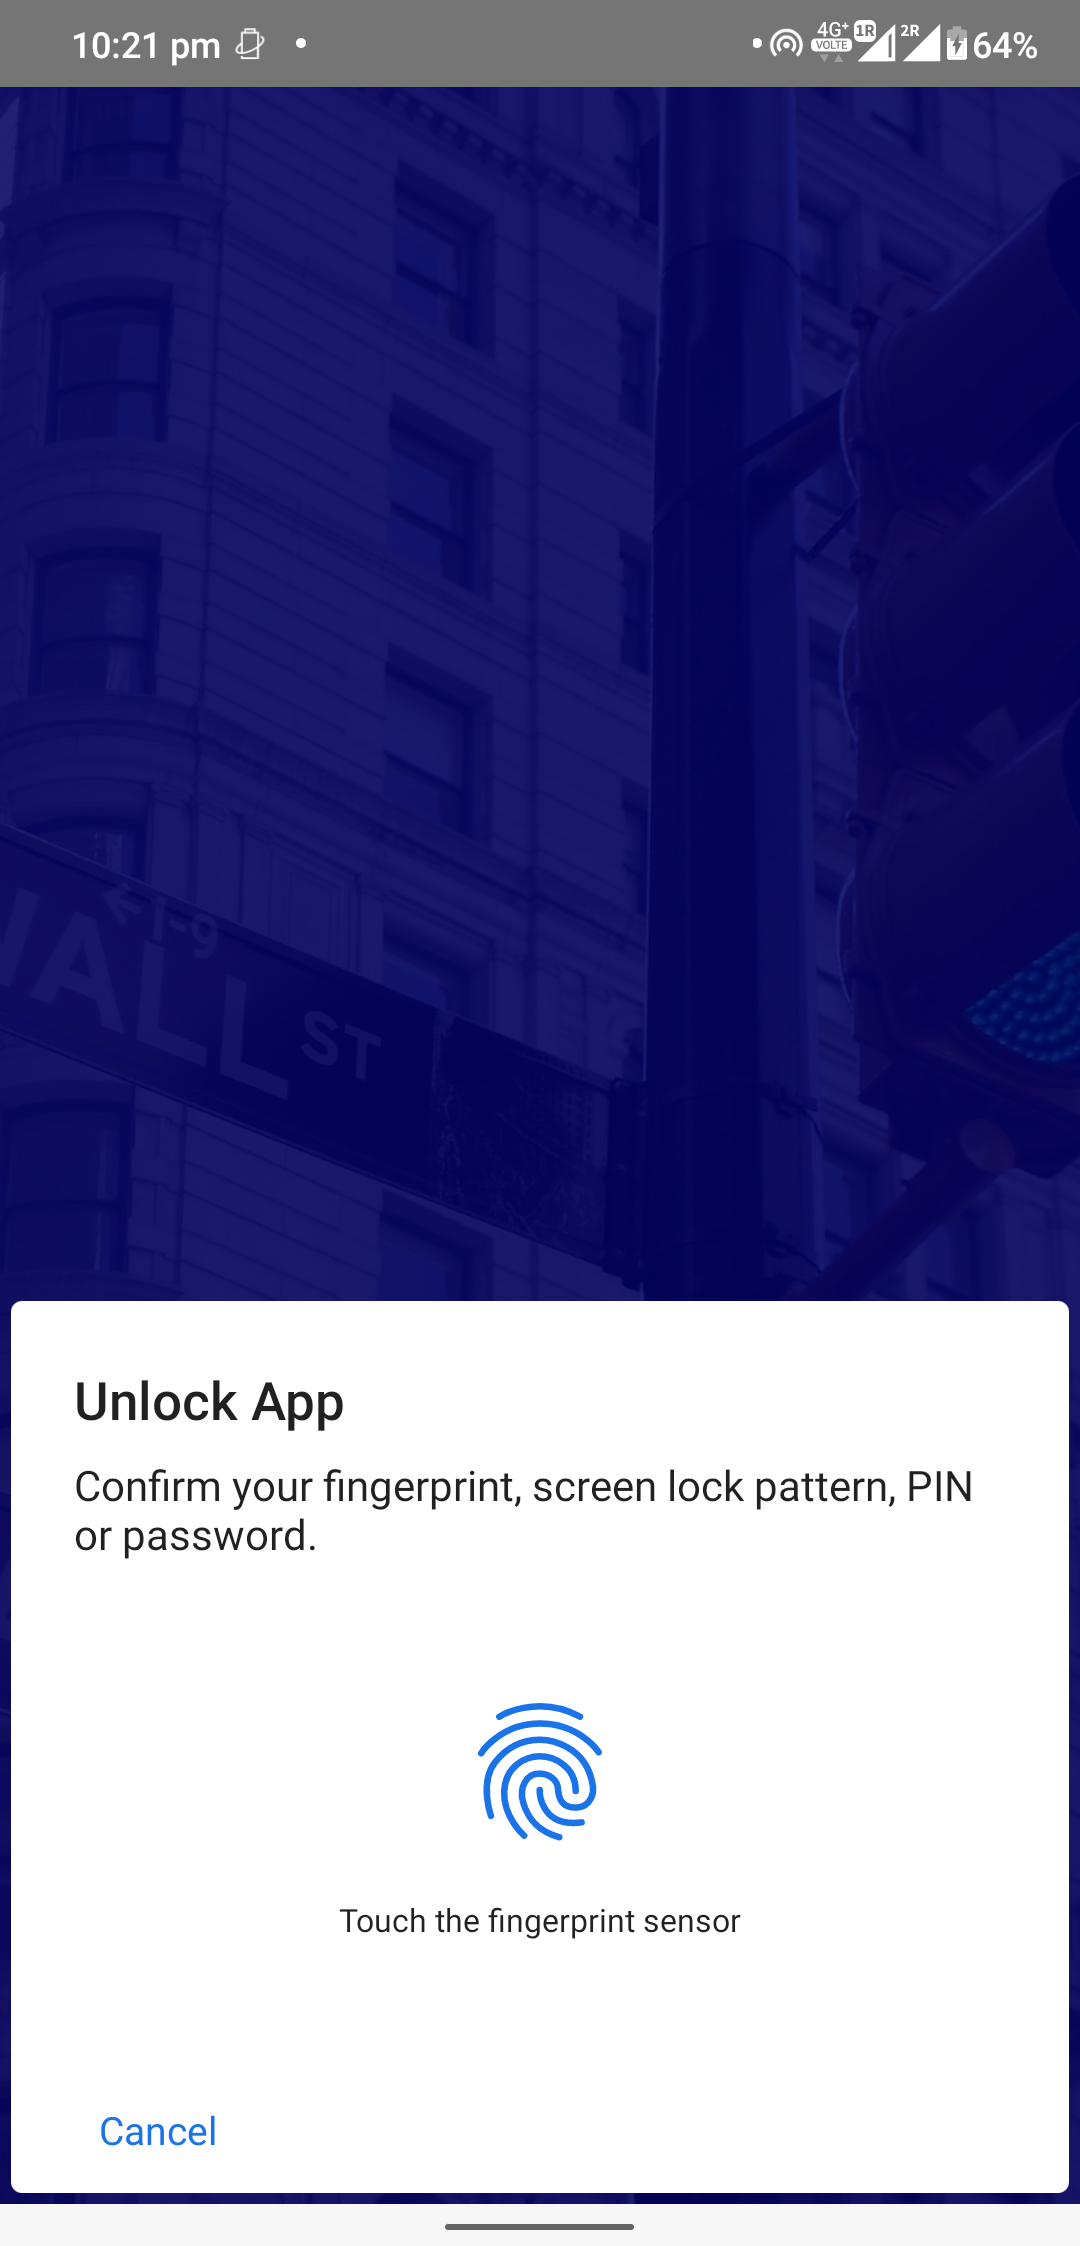 10:21 pm
4G+ VOLTE 1R 2R 64%
←1-9
WALL ST
Unlock App
Confirm your fingerprint, screen lock pattern, PIN
or password.
Touch the fingerprint sensor
Cancel